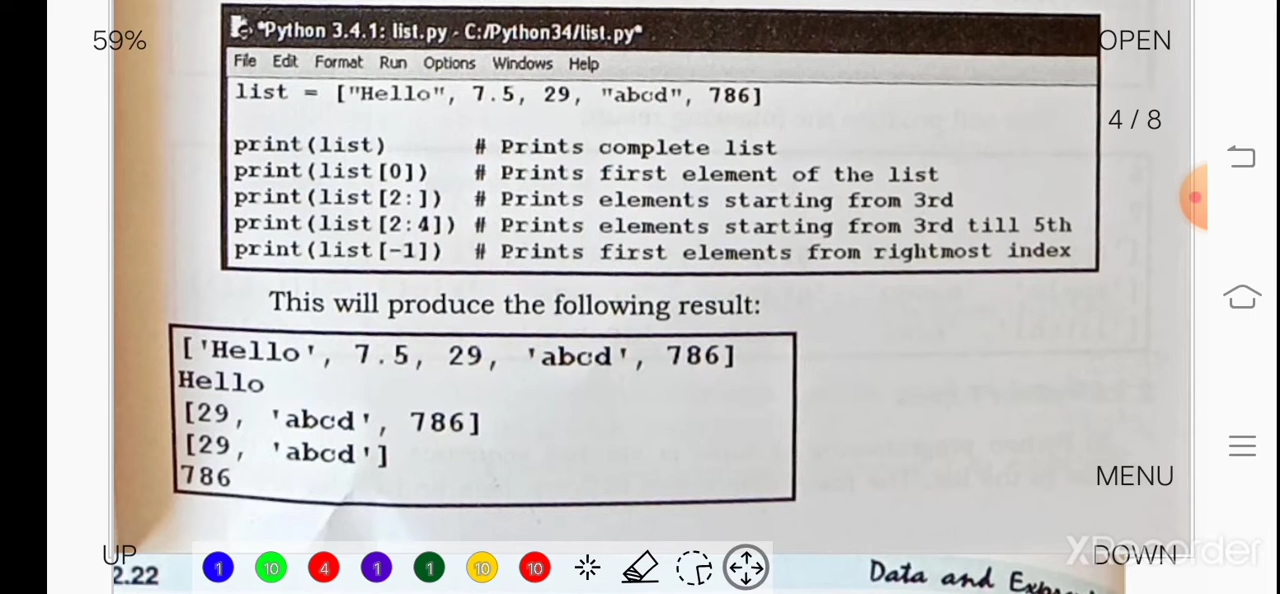 59%
OPEN
*Python 3.4.1: list.py - C:/Python34/list.py*
File Edit Format Run Options Windows Help
list = ["Hello", 7.5, 29, "abcd", 786]
4 / 8
print(list) # Prints complete list
print(list[0]) # Prints first element of the list
print(list[2:]) # Prints elements starting from 3rd
print(list[2:4]) # Prints elements starting from 3rd till 5th
print(list[-1]) # Prints first elements from rightmost index
This will produce the following result:
['Hello', 7.5, 29, 'abcd', 786]
Hello
[29, 'abcd', 786]
[29, 'abcd']
786
MENU
UP
DOWN
XRecorder
1 10 4 1 1 10 10
2.22
Data and